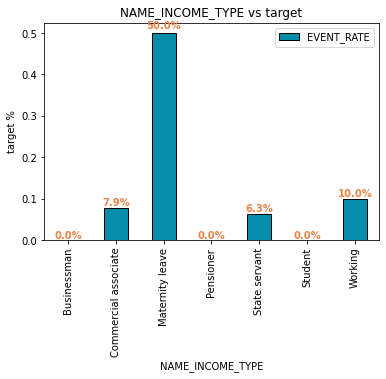 NAME_INCOME_TYPE vs target
EVENT_RATE
target %
0.5
0.4
0.3
0.2
0.1
0.0
0.0%
7.9%
50.0%
0.0%
6.3%
0.0%
10.0%
Businessman
Commercial associate
Maternity leave
Pensioner
State servant
Student
Working
NAME_INCOME_TYPE